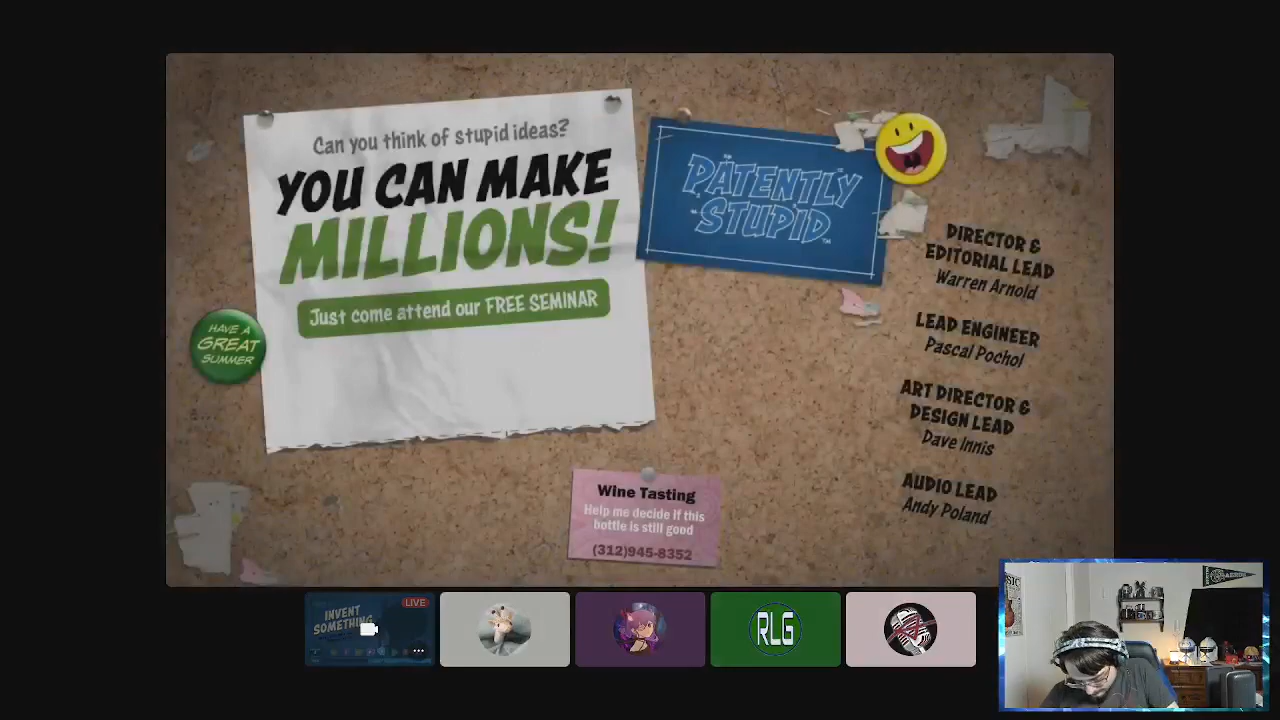 Can you think of stupid ideas?
YOU CAN MAKE
MILLIONS!
Just come attend our FREE SEMINAR
HAVE A
GREAT
SUMMER
PATENTLY
STUPID
TM
DIRECTOR &
EDITORIAL LEAD
Warren Arnold
LEAD ENGINEER
Pascal Pochol
ART DIRECTOR &
DESIGN LEAD
Dave Innis
AUDIO LEAD
Andy Poland
Wine Tasting
Help me decide if this
bottle is still good
(312)945-8352
LIVE
INVENT
SOMETHING
RLG